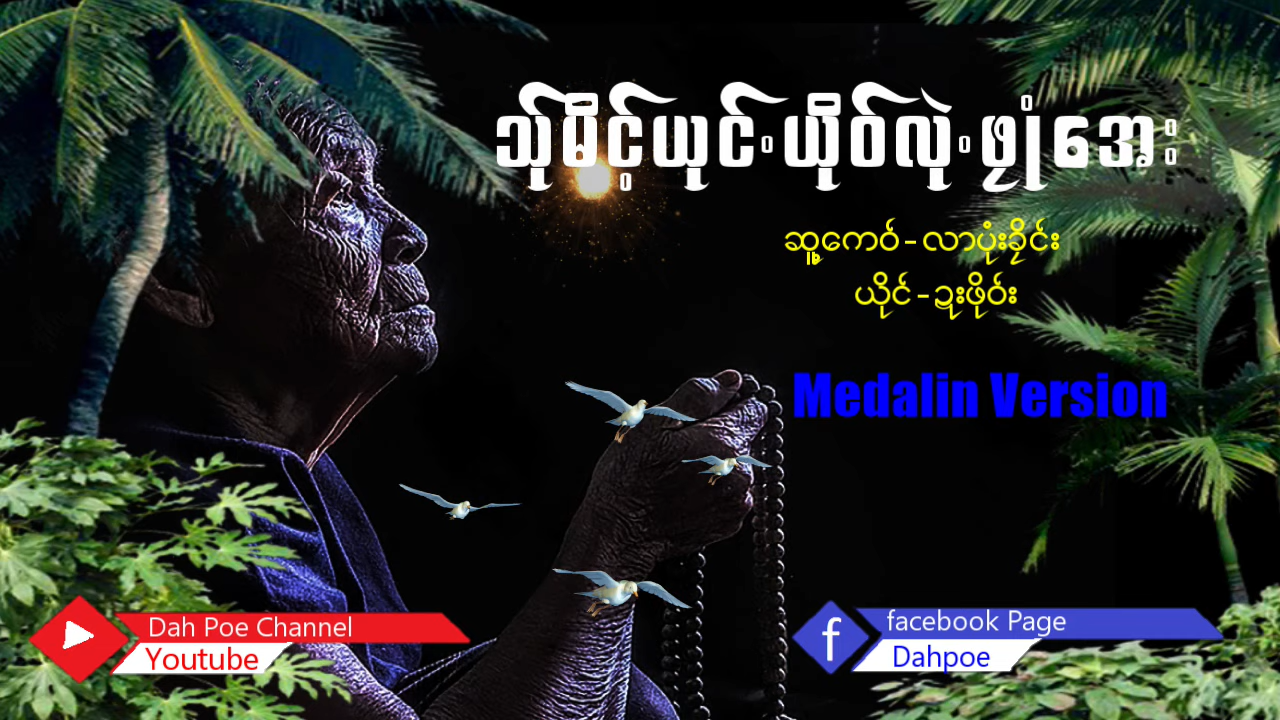 သိုမ်ိင့်ယုင်ႉယိုဝ်လဲ့ႉဖၠုံအေး
ဆူ့ကေဝ်-လာပုံးခိုင်း
ယိုင်-ဍုးဖိုဝ်း
Medalin Version
Dah Poe Channel
Youtube
facebook Page
Dahpoe